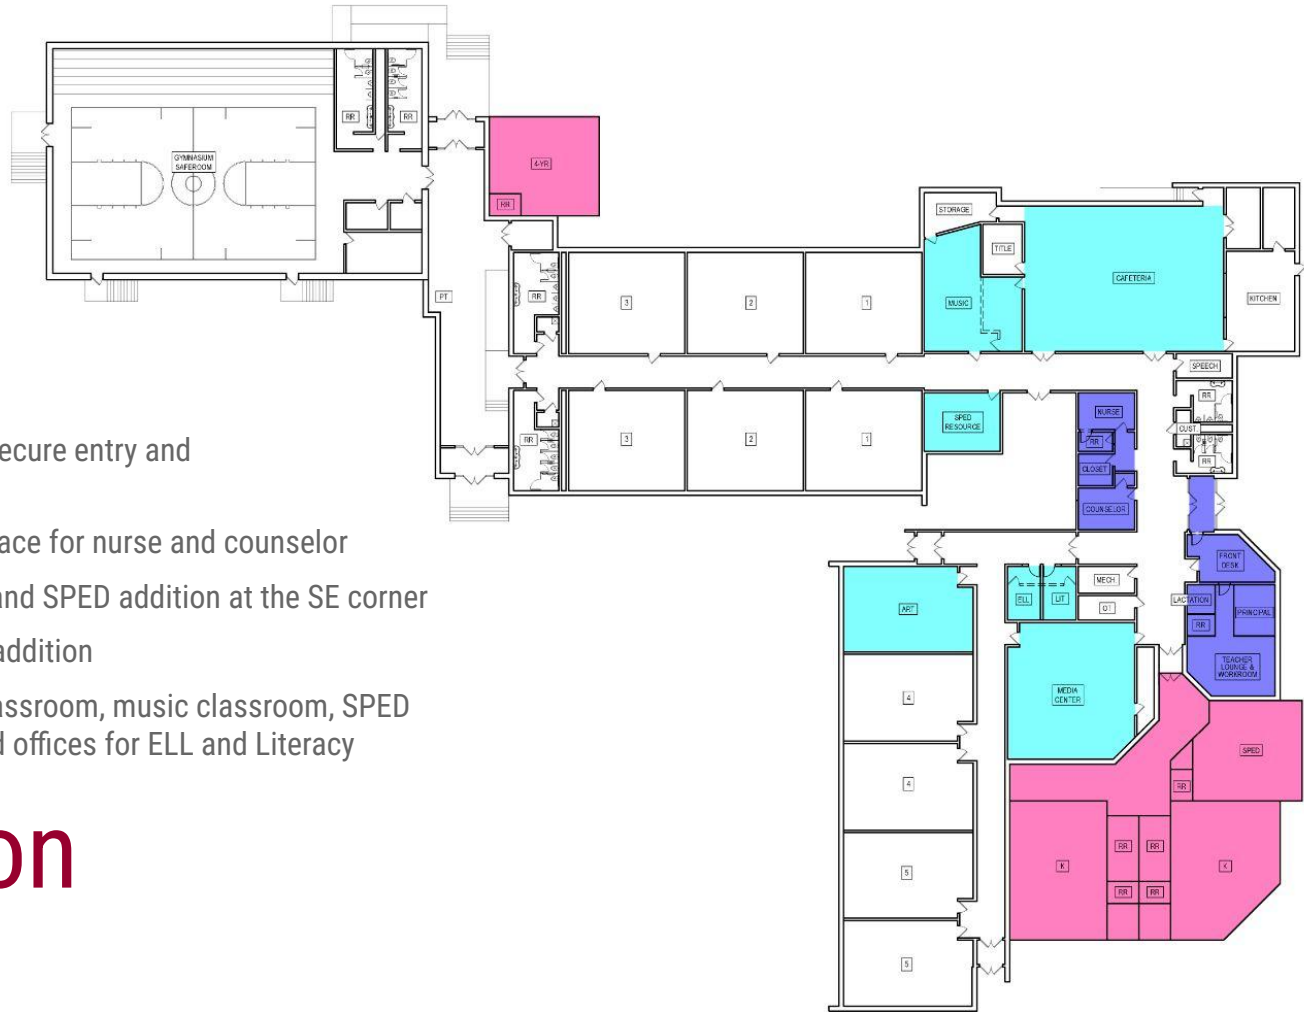 GYMNASIUM
SAFEROOM
RR
RR
4-YR
RR
STORAGE
TITLE
CAFETERIA
KITCHEN
MUSIC
PT
RR
3
2
1
SPEECH
RR
CUST.
RR
SPED
RESOURCE
NURSE
RR
CLOSET
COUNSELOR
RR
3
2
1
FRONT
DESK
ELL
LIT
MECH.
OT
LACTATION
PRINCIPAL
RR
TEACHER
LOUNGE &
WORKROOM
ART
MEDIA
CENTER
4
4
5
5
SPED
RR
K
RR
RR
RR
RR
K
ecure entry and
ace for nurse and counselor
and SPED addition at the SE corner
addition
assroom, music classroom, SPED
d offices for ELL and Literacy
on